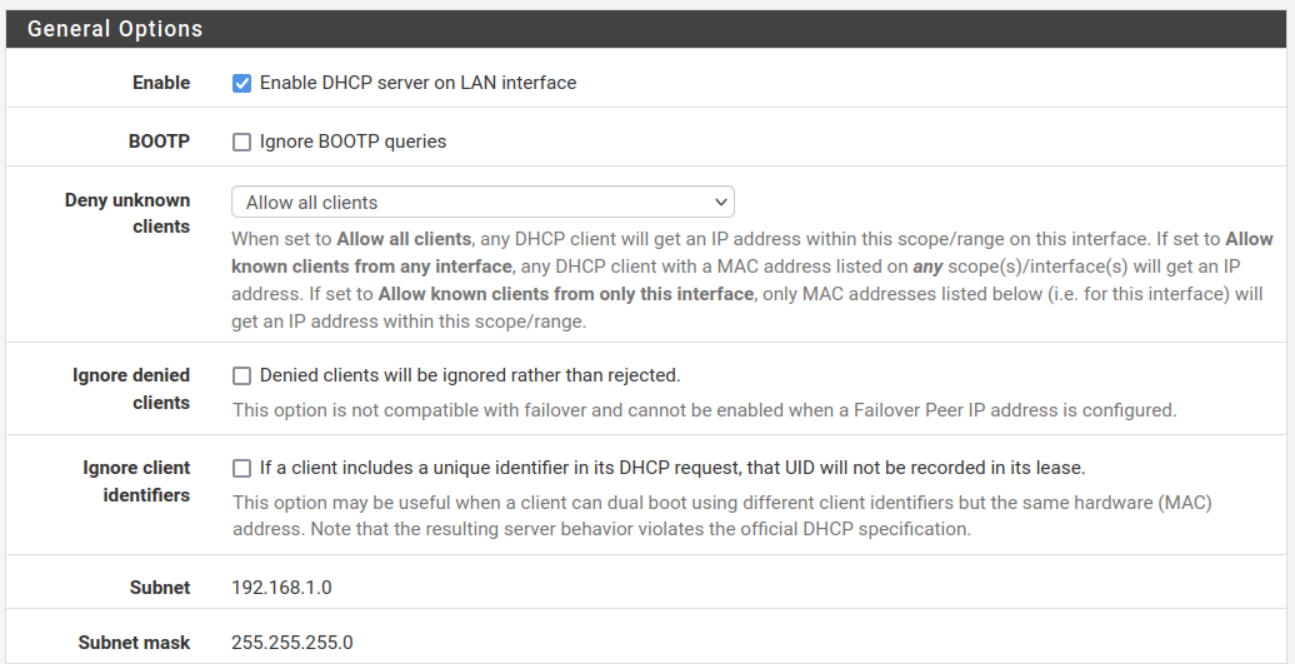 General Options
Enable
Enable DHCP server on LAN interface
BOOTP
Ignore BOOTP queries
Deny unknown
clients
Allow all clients
When set to Allow all clients, any DHCP client will get an IP address within this scope/range on this interface. If set to Allow
known clients from any interface, any DHCP client with a MAC address listed on any scope(s)/interface(s) will get an IP
address. If set to Allow known clients from only this interface, only MAC addresses listed below (i.e. for this interface) will
get an IP address within this scope/range.
Ignore denied
clients
Denied clients will be ignored rather than rejected.
This option is not compatible with failover and cannot be enabled when a Failover Peer IP address is configured.
Ignore client
identifiers
If a client includes a unique identifier in its DHCP request, that UID will not be recorded in its lease.
This option may be useful when a client can dual boot using different client identifiers but the same hardware (MAC)
address. Note that the resulting server behavior violates the official DHCP specification.
Subnet
192.168.1.0
Subnet mask
255.255.255.0